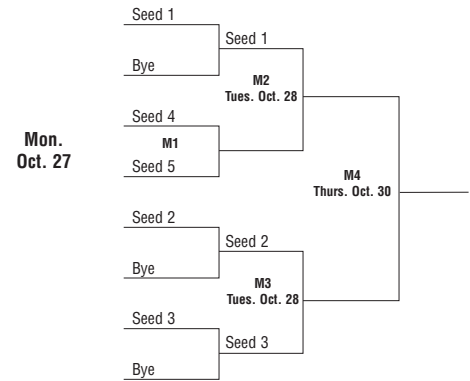 Seed 1
Seed 1
Bye
M2
Tues. Oct. 28
Seed 4
Mon.
Oct. 27
M1
Seed 5
M4
Thurs. Oct. 30
Seed 2
Seed 2
Bye
M3
Tues. Oct. 28
Seed 3
Seed 3
Bye